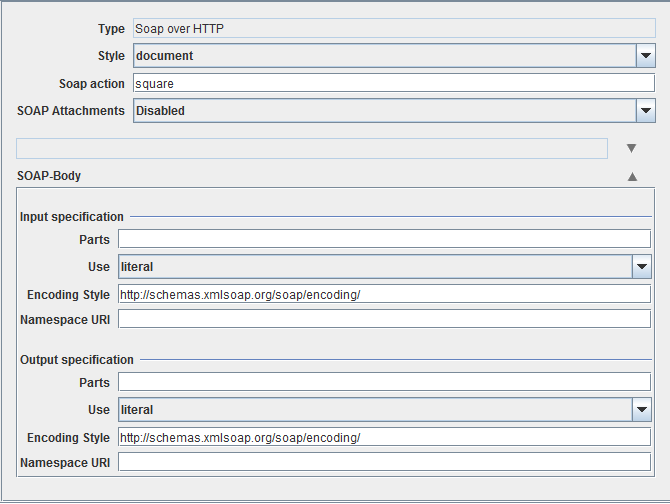 Type Soap over HTTP
Style document
Soap action square
SOAP Attachments Disabled
SOAP-Body
Input specification
Parts
Use literal
Encoding Style http://schemas.xmlsoap.org/soap/encoding/
Namespace URI
Output specification
Parts
Use literal
Encoding Style http://schemas.xmlsoap.org/soap/encoding/
Namespace URI